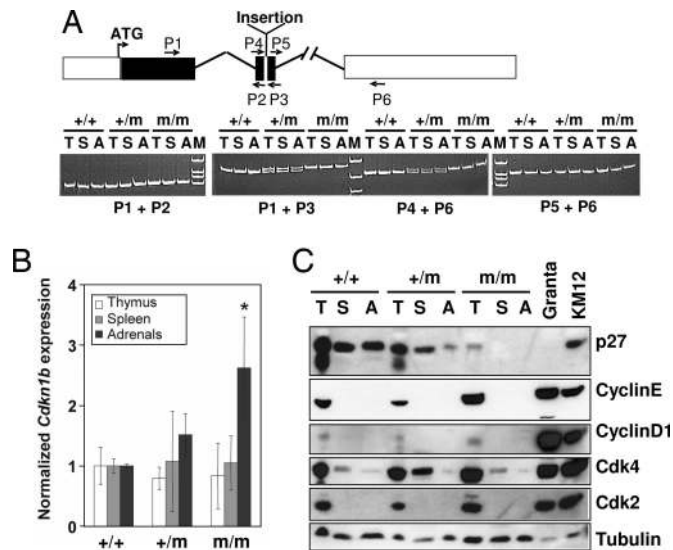 A
Insertion
ATG
P1
P4
P5
P2
P3
P6
+/+ +/m m/m +/+ +/m m/m +/+ +/m m/m +/+ +/m m/m
T S A T S A T S A M T S A T S A T S A M T S A T S A T S A M T S A T S A T S A
P1 + P2
P1 + P3
P4 + P6
P5 + P6
B
Normalized Cdkn1b expression
4
3
2
1
0
Thymus
Spleen
Adrenals
*
+/+
+/m
m/m
C
+/+ +/m m/m Granta KM12
T S A T S A T S A
p27
CyclinE
CyclinD1
Cdk4
Cdk2
Tubulin